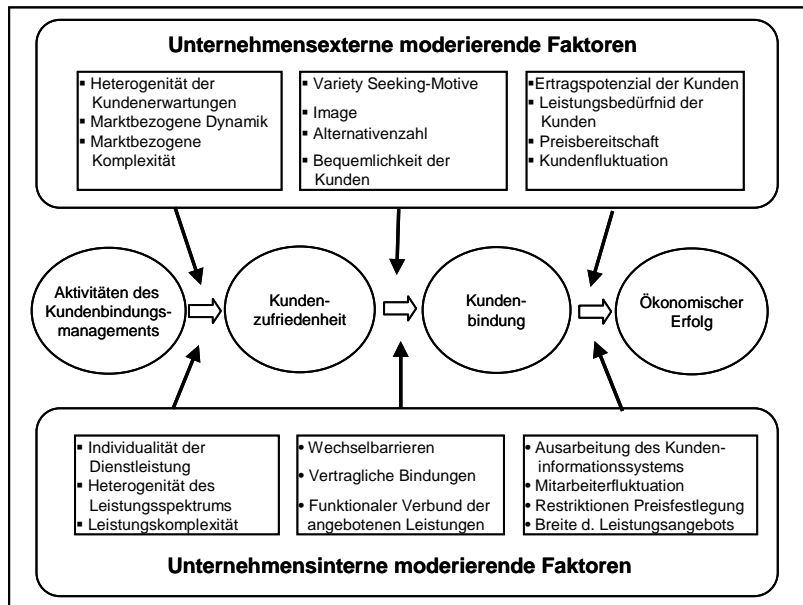 Unternehmensexterne moderierende Faktoren
▪ Heterogenität der
Kundenerwartungen
▪ Marktbezogene Dynamik
▪ Marktbezogene
Komplexität
▪ Variety Seeking-Motive
▪ Image
▪ Alternativenzahl
▪ Bequemlichkeit der
Kunden
▪ Ertragspotenzial der Kunden
▪ Leistungsbedürfnid der
Kunden
▪ Preisbereitschaft
▪ Kundenfluktuation
Aktivitäten des
Kundenbindungs-
managements
Kunden-
zufriedenheit
Kunden-
bindung
Ökonomischer
Erfolg
▪ Individualität der
Dienstleistung
▪ Heterogenität des
Leistungsspektrums
▪ Leistungskomplexität
• Wechselbarrieren
• Vertragliche Bindungen
• Funktionaler Verbund der
angebotenen Leistungen
• Ausarbeitung des Kunden-
informationssystems
• Mitarbeiterfluktuation
• Restriktionen Preisfestlegung
• Breite d. Leistungsangebots
Unternehmensinterne moderierende Faktoren